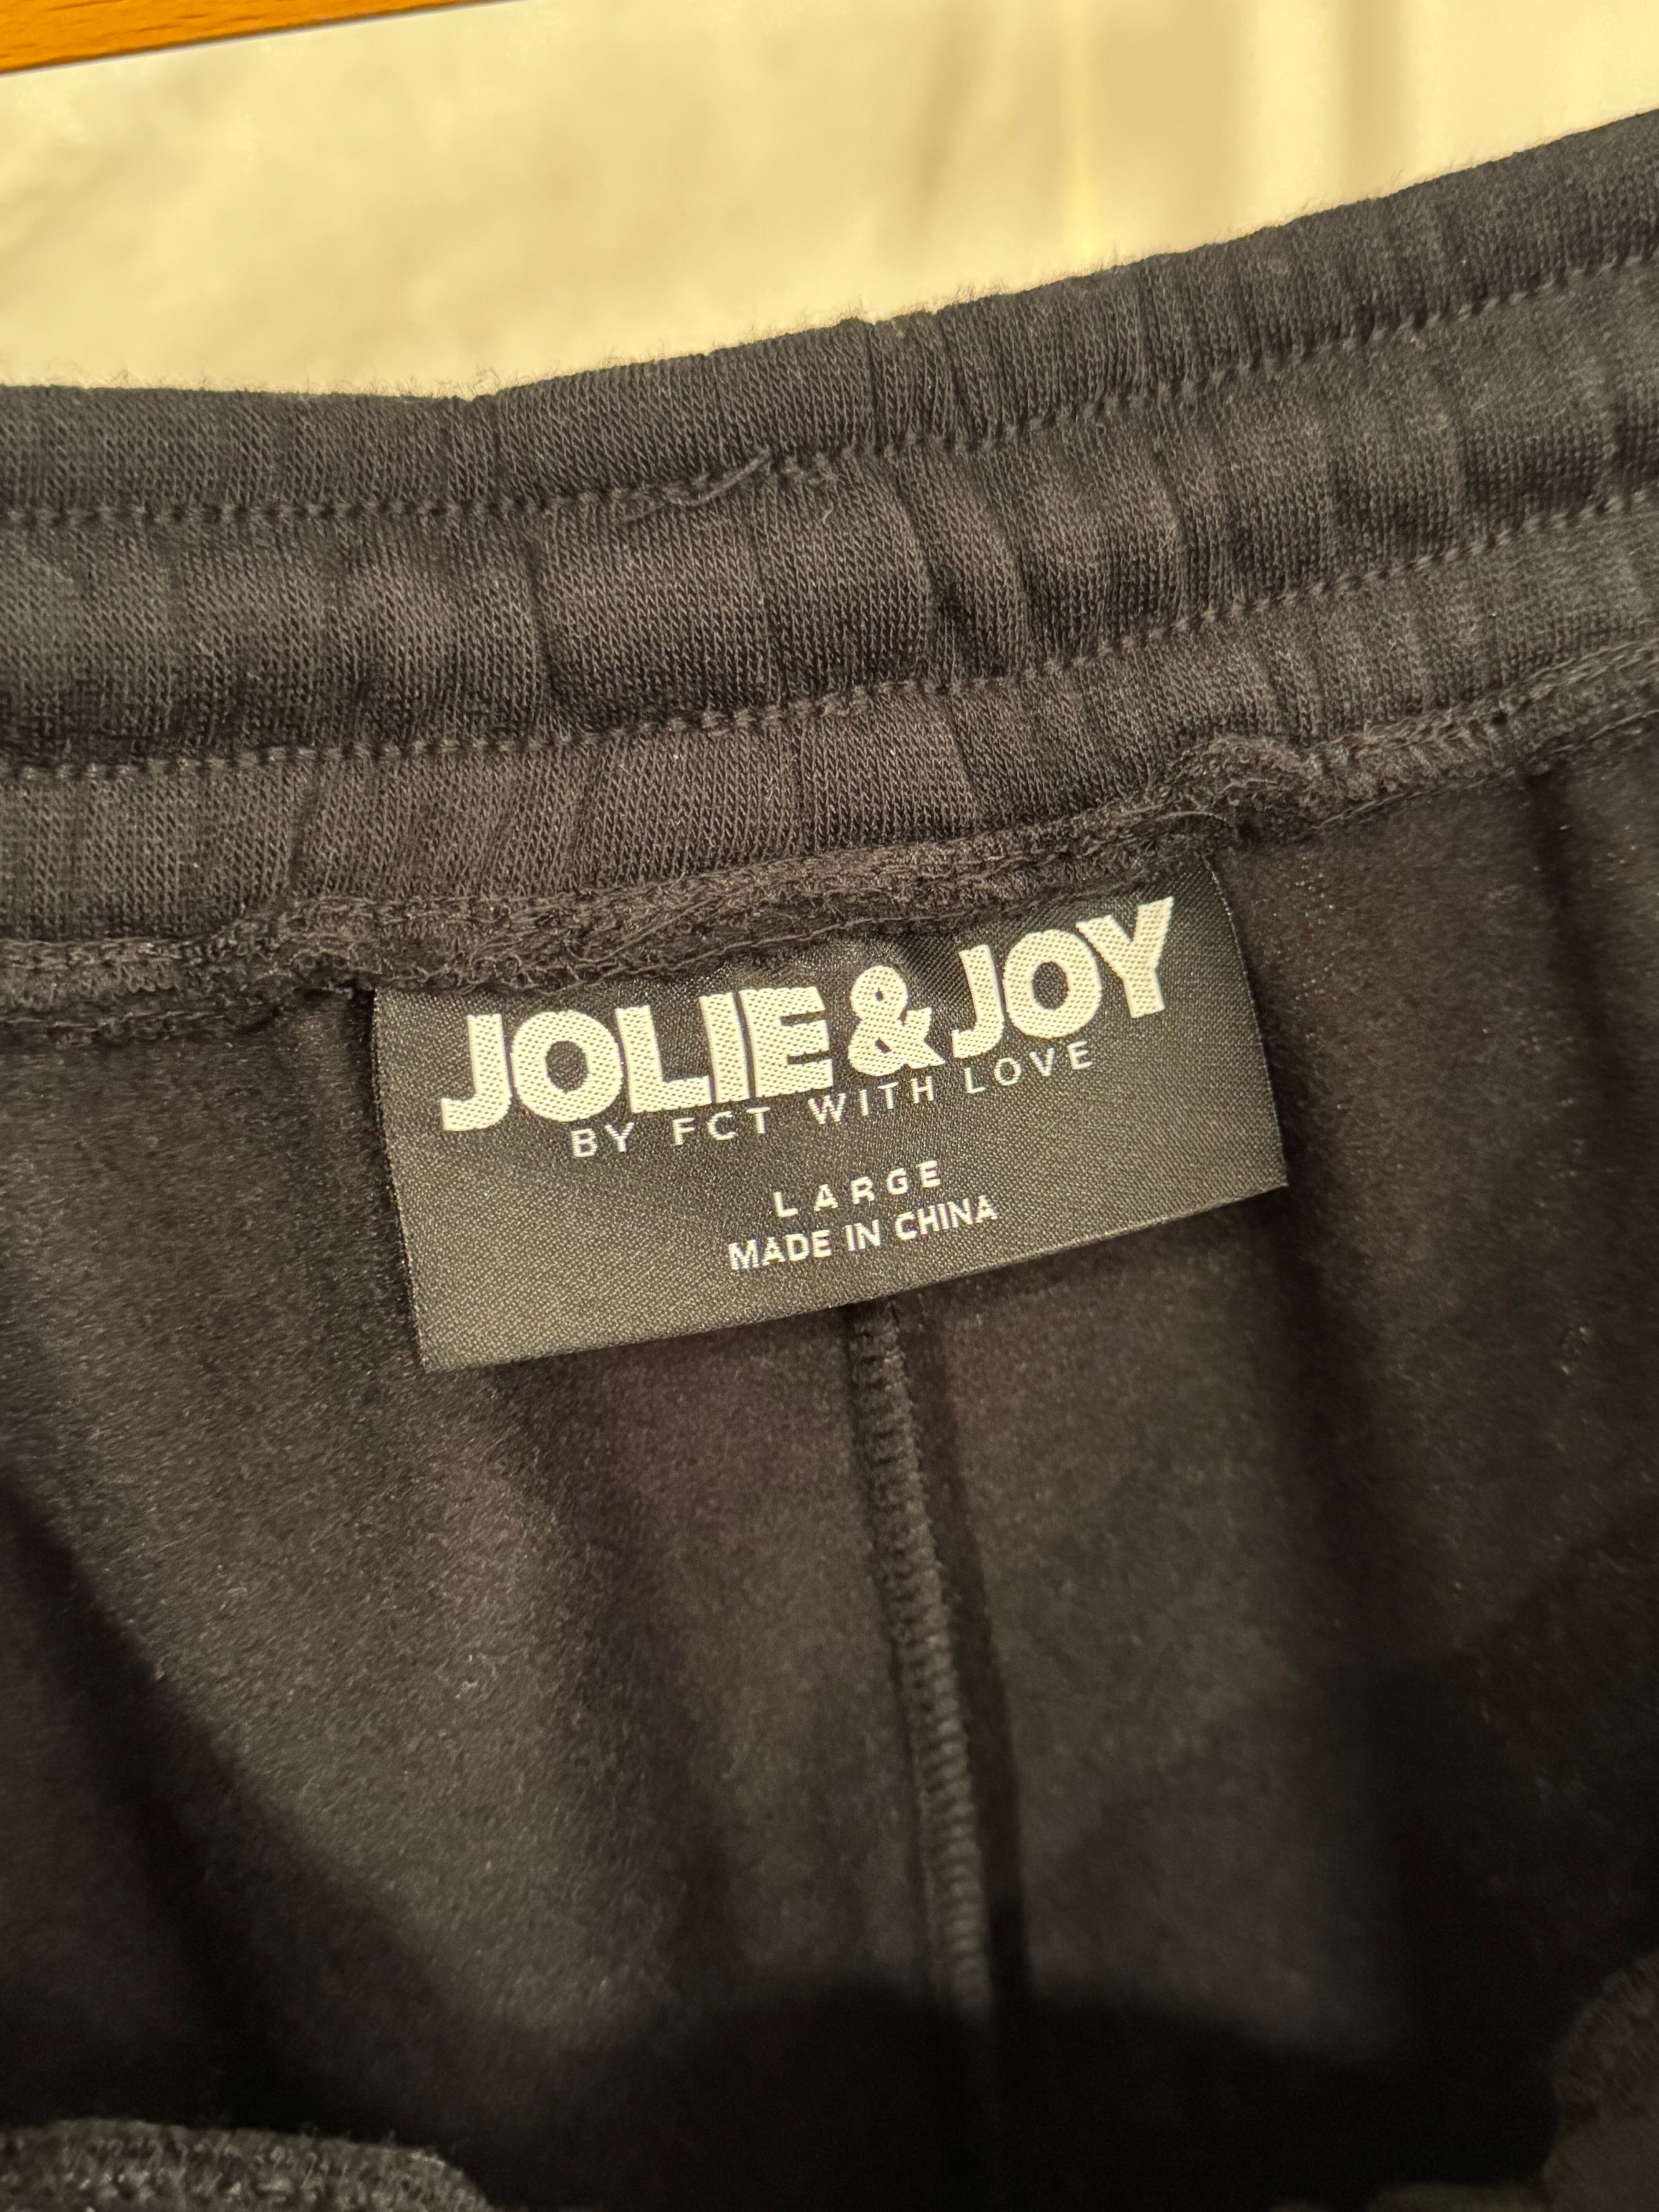 JOLIE & JOY
BY FCT WITH LOVE
LARGE
MADE IN CHINA